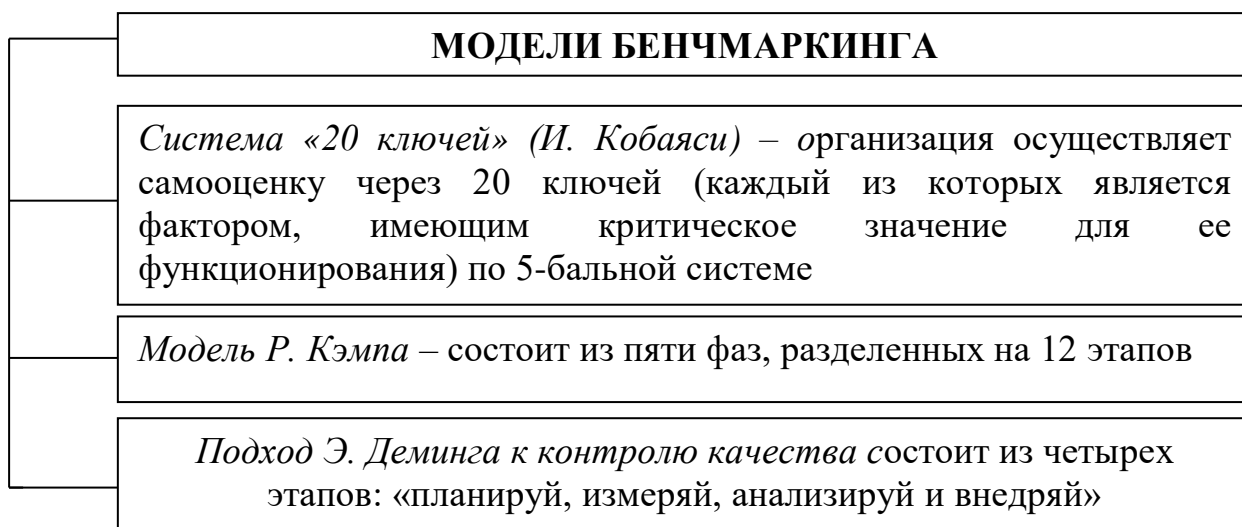 МОДЕЛИ БЕНЧМАРКИНГА
Система «20 ключей» (И. Кобаяси) – организация осуществляет
самооценку через 20 ключей (каждый из которых является
фактором, имеющим критическое значение для ее
функционирования) по 5-бальной системе
Модель Р. Кэмпа – состоит из пяти фаз, разделенных на 12 этапов
Подход Э. Деминга к контролю качества состоит из четырех
этапов: «планируй, измеряй, анализируй и внедряй»